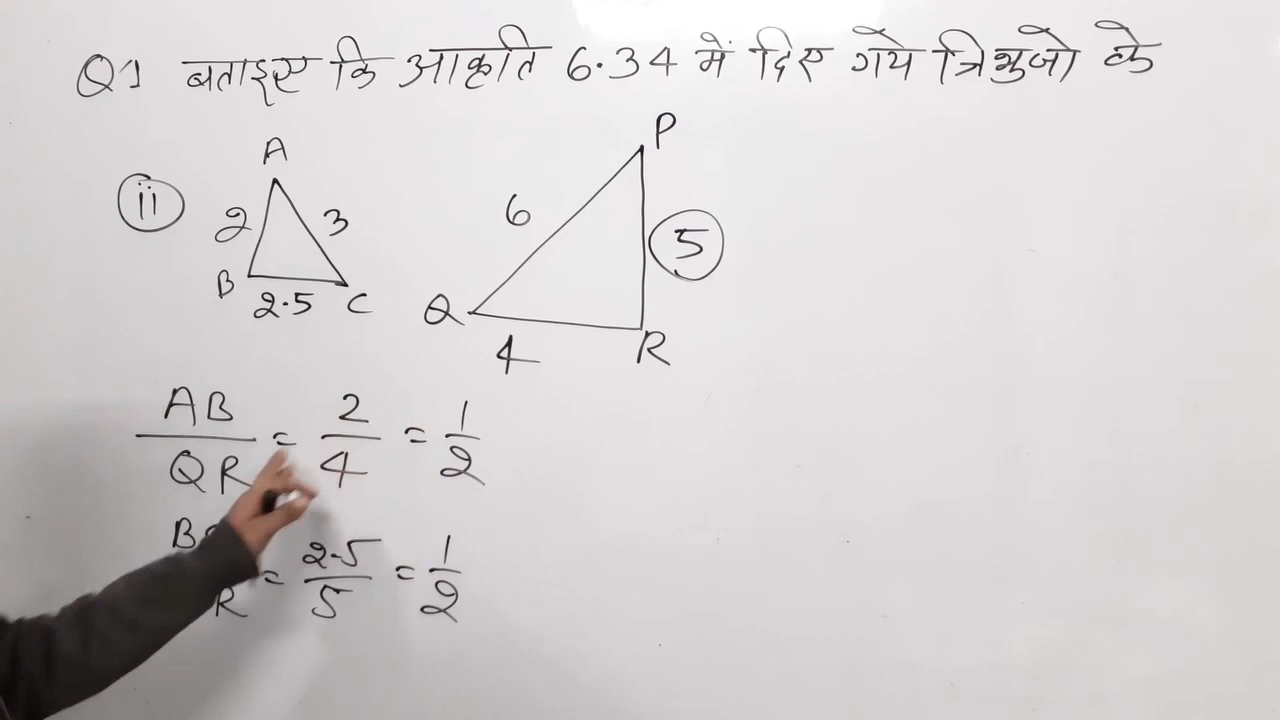 Q1 बताइए कि आकृति 6.34 में दिए गये त्रिभुजो के
ii
A
2
3
B
2.5
C
P
6
5
Q
4
R
AB/QR = 2/4 = 1/2
R = 2.5/5 = 1/2